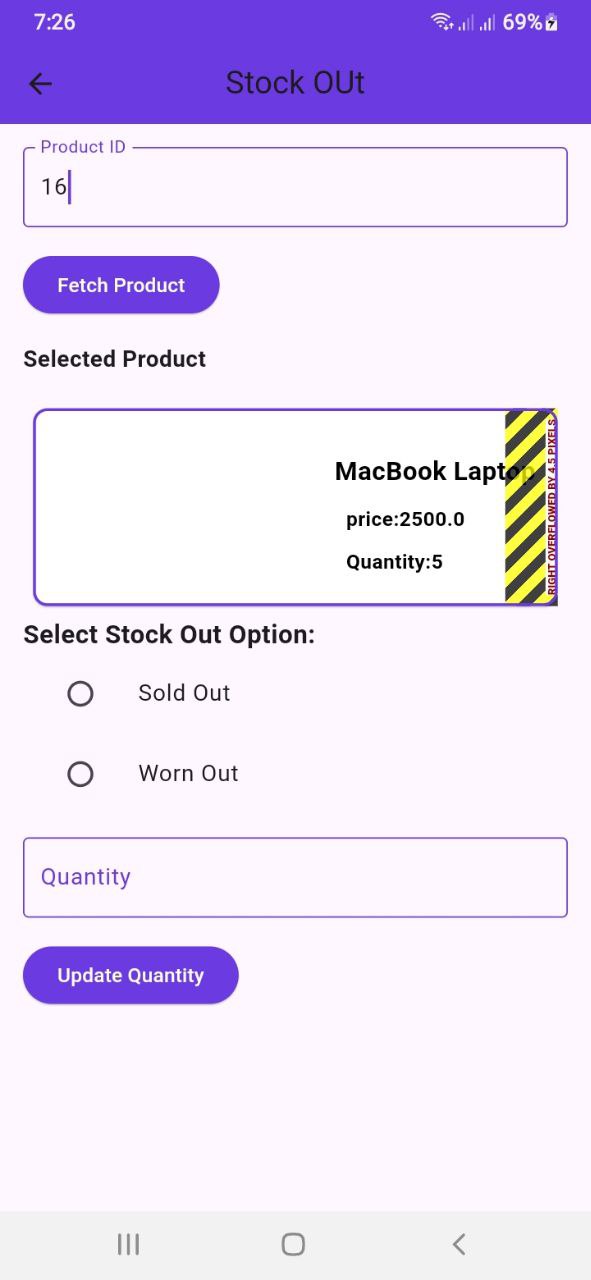 7:26
69%
Stock OUt
Product ID
16
Fetch Product
Selected Product
MacBook Laptop
price:2500.0
Quantity:5
RIGHT OVERFLOWED BY 4.5 PIXELS
Select Stock Out Option:
Sold Out
Worn Out
Quantity
Update Quantity